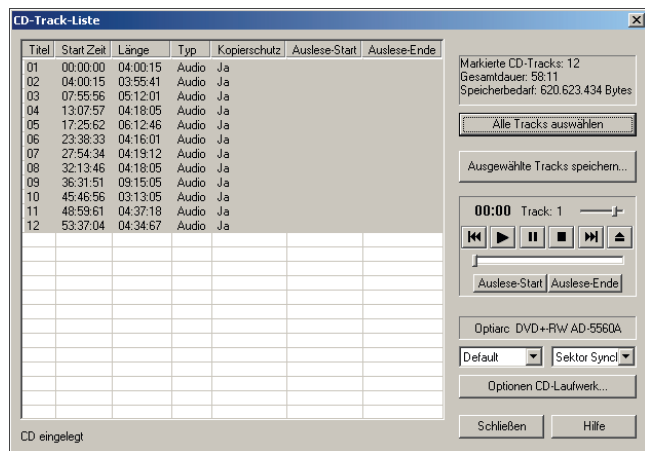 CD-Track-Liste
Titel Start Zeit Länge Typ Kopierschutz Auslese-Start Auslese-Ende
01 00:00:00 04:00:15 Audio Ja
02 04:00:15 03:55:41 Audio Ja
03 07:55:56 05:12:01 Audio Ja
04 13:07:57 04:18:05 Audio Ja
05 17:25:62 06:12:46 Audio Ja
06 23:38:33 04:16:01 Audio Ja
07 27:54:34 04:19:12 Audio Ja
08 32:13:46 04:18:05 Audio Ja
09 36:31:51 09:15:05 Audio Ja
10 45:46:56 03:13:05 Audio Ja
11 48:59:61 04:37:18 Audio Ja
12 53:37:04 04:34:67 Audio Ja
CD eingelegt
Markierte CD-Tracks: 12
Gesamtdauer: 58:11
Speicherbedarf: 620.623.434 Bytes
Alle Tracks auswählen
Ausgewählte Tracks speichern...
00:00 Track: 1
Auslese-Start Auslese-Ende
Optiarc DVD+-RW AD-5560A
Default Sektor Syncl
Optionen CD-Laufwerk...
Schließen Hilfe